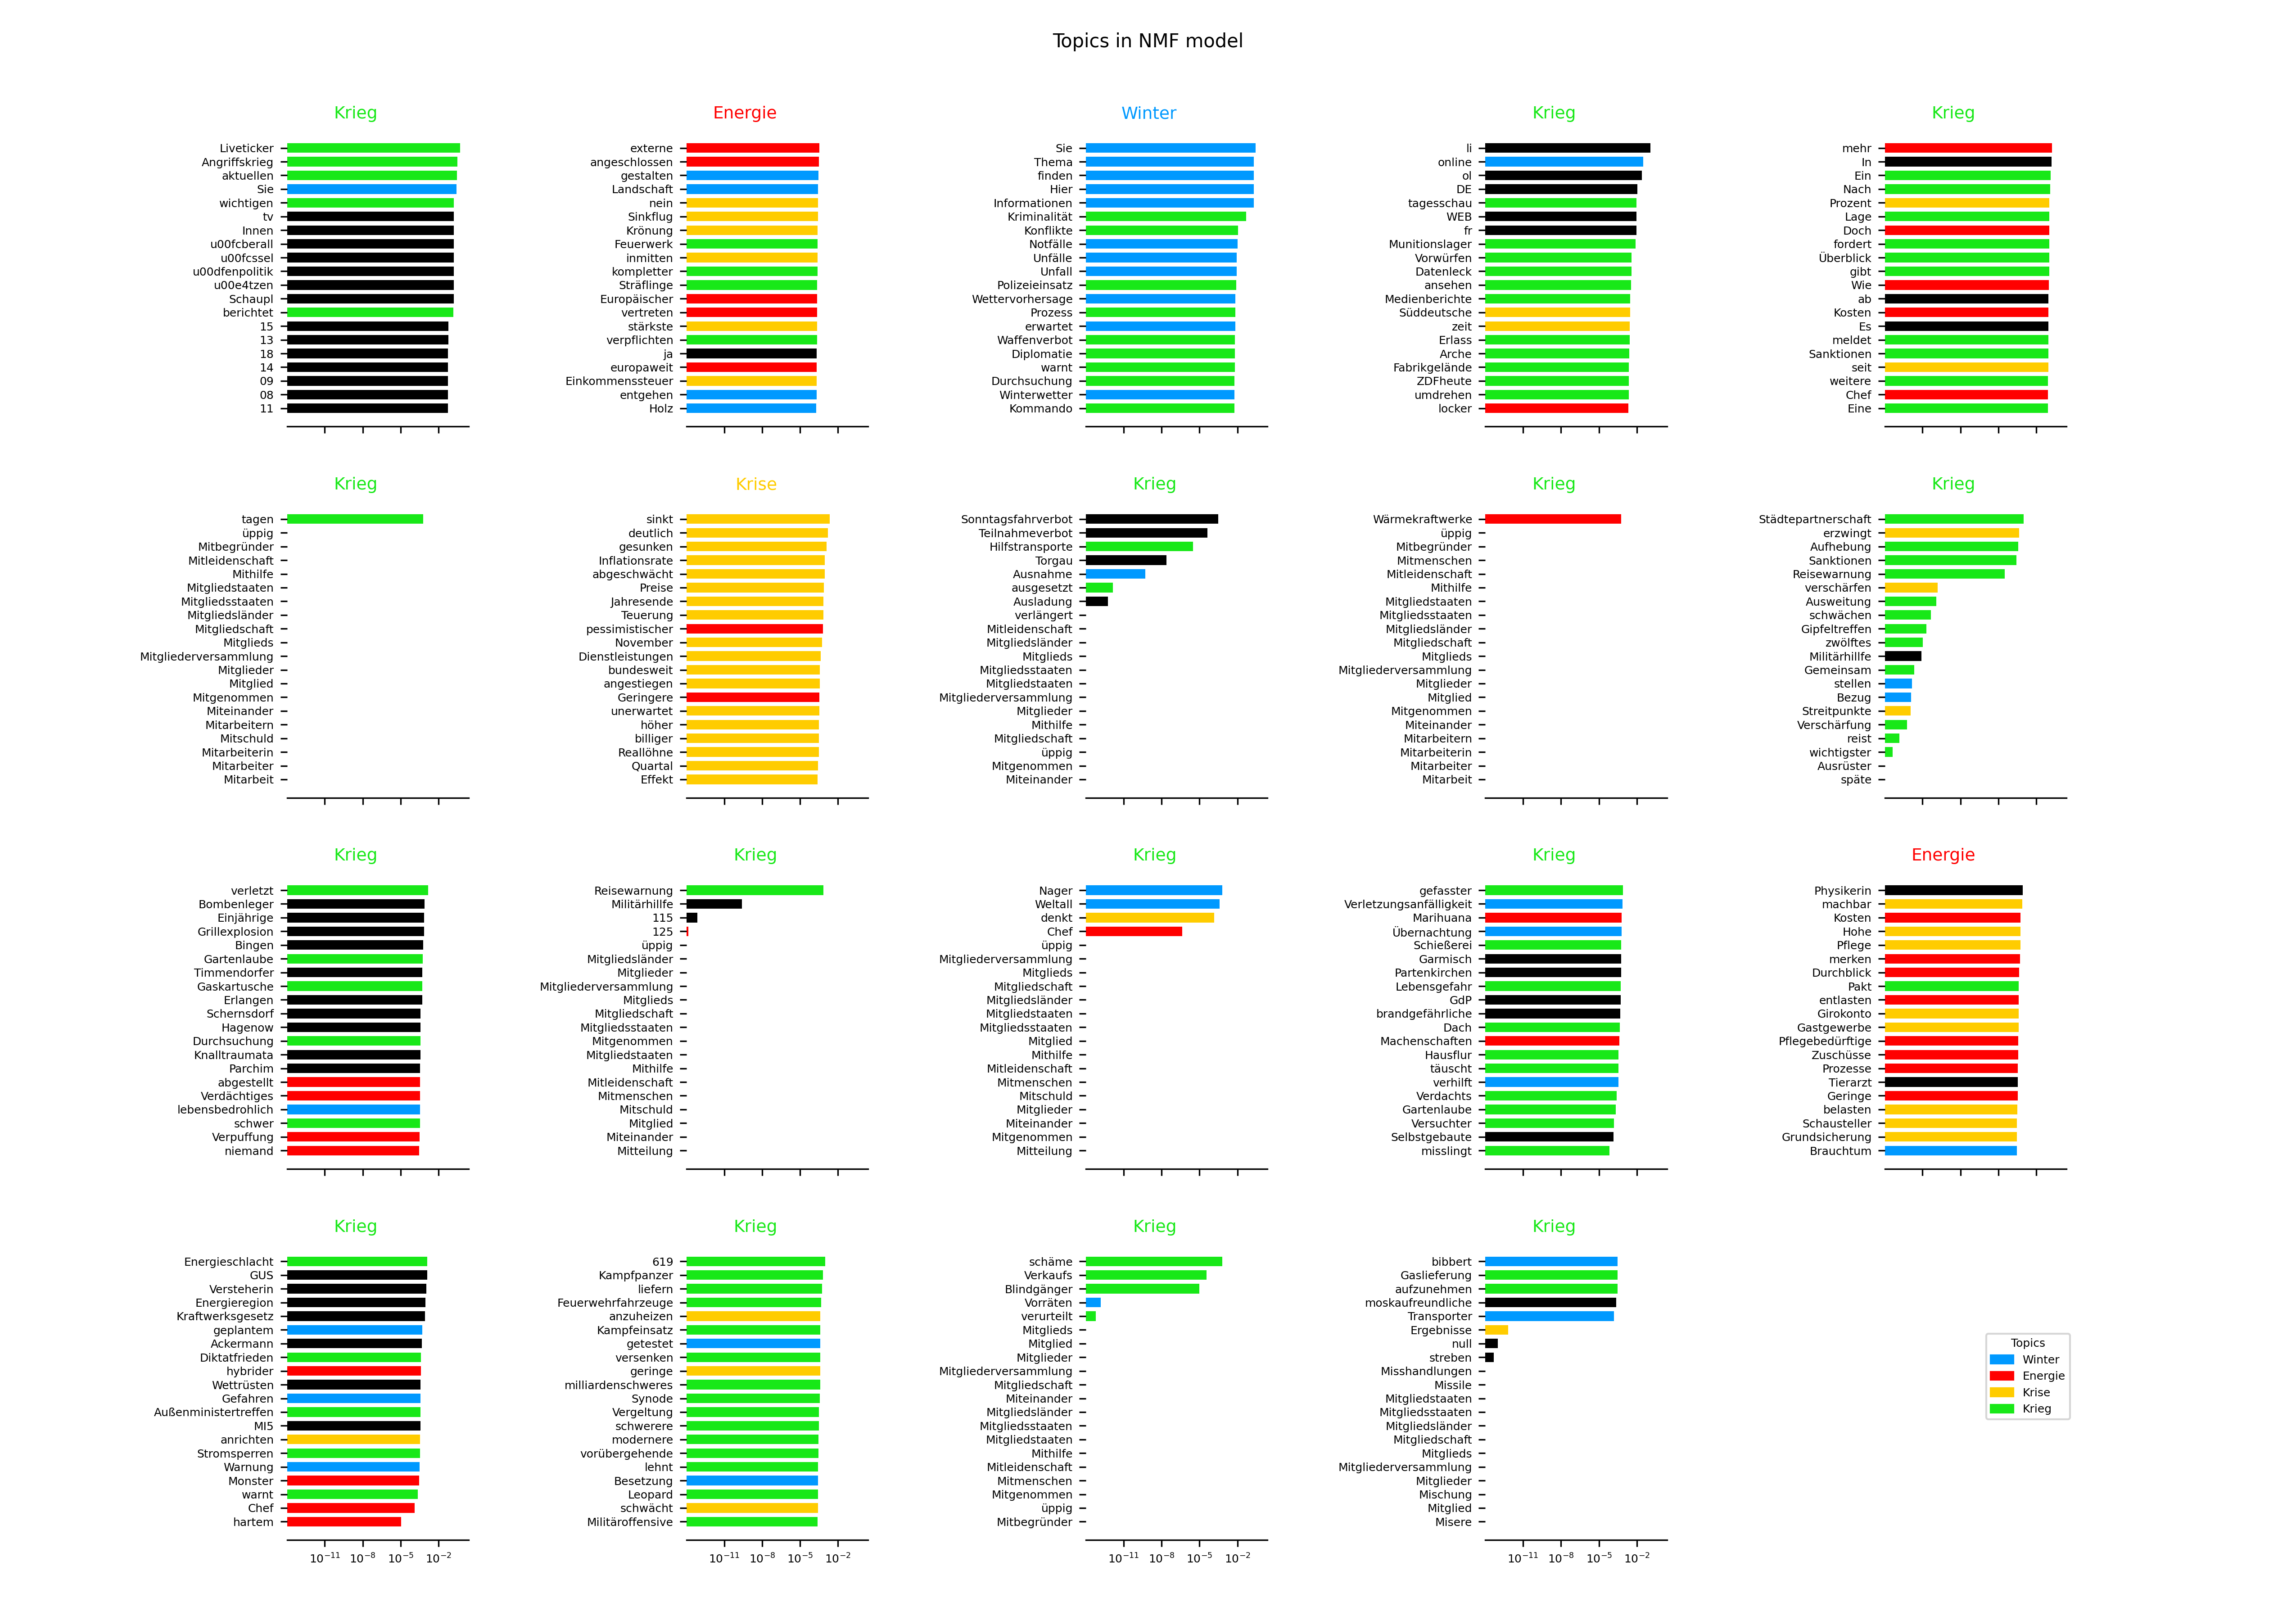 Topics in NMF model
Krieg
Liveticker
Angriffskrieg
aktuellen
Sie
wichtigen
tv
Innen
u00fcberall
u00fcssel
u00dfenpolitik
u00e4tzen
Schaupl
berichtet
15
13
18
14
09
08
11
Energie
externe
angeschlossen
gestalten
Landschaft
nein
Sinkflug
Krönung
Feuerwerk
inmitten
kompletter
Sträflinge
Europäischer
vertreten
stärkste
verpflichten
ja
europaweit
Einkommenssteuer
entgehen
Holz
Winter
Sie
Thema
finden
Hier
Informationen
Kriminalität
Konflikte
Notfälle
Unfälle
Unfall
Polizeieinsatz
Wettervorhersage
Prozess
erwartet
Waffenverbot
Diplomatie
warnt
Durchsuchung
Winterwetter
Kommando
Krieg
li
online
ol
DE
tagesschau
WEB
fr
Munitionslager
Vorwürfen
Datenleck
ansehen
Medienberichte
Süddeutsche
zeit
Erlass
Arche
Fabrikgelände
ZDFheute
umdrehen
locker
Krieg
mehr
In
Ein
Nach
Prozent
Lage
Doch
fordert
Überblick
gibt
Wie
ab
Kosten
Es
meldet
Sanktionen
seit
weitere
Chef
Eine
Krieg
tagen
üppig
Mitbegründer
Mitleidenschaft
Mithilfe
Mitgliedstaaten
Mitgliedsstaaten
Mitgliedsländer
Mitgliedschaft
Mitglieds
Mitgliederversammlung
Mitglieder
Mitglied
Mitgenommen
Miteinander
Mitarbeitern
Mitschuld
Mitarbeiterin
Mitarbeiter
Mitarbeit
Krise
sinkt
deutlich
gesunken
Inflationsrate
abgeschwächt
Preise
Jahresende
Teuerung
pessimistischer
November
Dienstleistungen
bundesweit
angestiegen
Geringere
unerwartet
höher
billiger
Reallöhne
Quartal
Effekt
Krieg
Sonntagsfahrverbot
Teilnahmeverbot
Hilfstransporte
Torgau
Ausnahme
ausgesetzt
Ausladung
verlängert
Mitleidenschaft
Mitgliedsländer
Mitglieds
Mitgliedsstaaten
Mitgliedstaaten
Mitgliederversammlung
Mitglieder
Mithilfe
Mitgliedschaft
üppig
Mitgenommen
Miteinander
Krieg
Wärmekraftwerke
üppig
Mitbegründer
Mitmenschen
Mitleidenschaft
Mithilfe
Mitgliedstaaten
Mitgliedsstaaten
Mitgliedsländer
Mitgliedschaft
Mitglieds
Mitgliederversammlung
Mitglieder
Mitglied
Mitgenommen
Miteinander
Mitarbeitern
Mitarbeiterin
Mitarbeiter
Mitarbeit
Krieg
Städtepartnerschaft
erzwingt
Aufhebung
Sanktionen
Reisewarnung
verschärfen
Ausweitung
schwächen
Gipfeltreffen
zwölftes
Militärhillfe
Gemeinsam
stellen
Bezug
Streitpunkte
Verschärfung
reist
wichtigster
Ausrüster
späte
Krieg
verletzt
Bombenleger
Einjährige
Grillexplosion
Bingen
Gartenlaube
Timmendorfer
Gaskartusche
Erlangen
Schernsdorf
Hagenow
Durchsuchung
Knalltraumata
Parchim
abgestellt
Verdächtiges
lebensbedrohlich
schwer
Verpuffung
niemand
Krieg
Reisewarnung
Militärhillfe
115
125
üppig
Mitgliedsländer
Mitglieder
Mitgliederversammlung
Mitglieds
Mitgliedschaft
Mitgliedsstaaten
Mitgenommen
Mitgliedstaaten
Mithilfe
Mitleidenschaft
Mitmenschen
Mitschuld
Mitglied
Miteinander
Mitteilung
Krieg
Nager
Weltall
denkt
Chef
üppig
Mitgliederversammlung
Mitglieds
Mitgliedschaft
Mitgliedsländer
Mitgliedstaaten
Mitgliedsstaaten
Mitglied
Mithilfe
Mitleidenschaft
Mitmenschen
Mitschuld
Mitglieder
Miteinander
Mitgenommen
Mitteilung
Krieg
gefasster
Verletzungsanfälligkeit
Marihuana
Übernachtung
Schießerei
Garmisch
Partenkirchen
Lebensgefahr
GdP
brandgefährliche
Dach
Machenschaften
Hausflur
täuscht
verhilft
Verdachts
Gartenlaube
Versuchter
Selbstgebaute
misslingt
Energie
Physikerin
machbar
Kosten
Hohe
Pflege
merken
Durchblick
Pakt
entlasten
Girokonto
Gastgewerbe
Pflegebedürftige
Zuschüsse
Prozesse
Tierarzt
Geringe
belasten
Schausteller
Grundsicherung
Brauchtum
Krieg
Energieschlacht
GUS
Versteherin
Energieregion
Kraftwerksgesetz
geplantem
Ackermann
Diktatfrieden
hybrider
Wettrüsten
Gefahren
Außenministertreffen
MI5
anrichten
Stromsperren
Warnung
Monster
warnt
Chef
hartem
10⁻¹¹ 10⁻⁸ 10⁻⁵ 10⁻²
Krieg
619
Kampfpanzer
liefern
Feuerwehrfahrzeuge
anzuheizen
Kampfeinsatz
getestet
versenken
geringe
milliardenschweres
Synode
Vergeltung
schwerere
modernere
vorübergehende
lehnt
Besetzung
Leopard
schwächt
Militäroffensive
10⁻¹¹ 10⁻⁸ 10⁻⁵ 10⁻²
Krieg
schäme
Verkaufs
Blindgänger
Vorräten
verurteilt
Mitglieds
Mitglied
Mitglieder
Mitgliederversammlung
Mitgliedschaft
Miteinander
Mitgliedsländer
Mitgliedsstaaten
Mitgliedstaaten
Mithilfe
Mitleidenschaft
Mitmenschen
Mitgenommen
üppig
Mitbegründer
10⁻¹¹ 10⁻⁸ 10⁻⁵ 10⁻²
Krieg
bibbert
Gaslieferung
aufzunehmen
moskaufreundliche
Transporter
Ergebnisse
null
streben
Misshandlungen
Missile
Mitgliedstaaten
Mitgliedsstaaten
Mitgliedsländer
Mitgliedschaft
Mitglieds
Mitgliederversammlung
Mitglieder
Mischung
Mitglied
Misere
10⁻¹¹ 10⁻⁸ 10⁻⁵ 10⁻²
Topics
Winter
Energie
Krise
Krieg